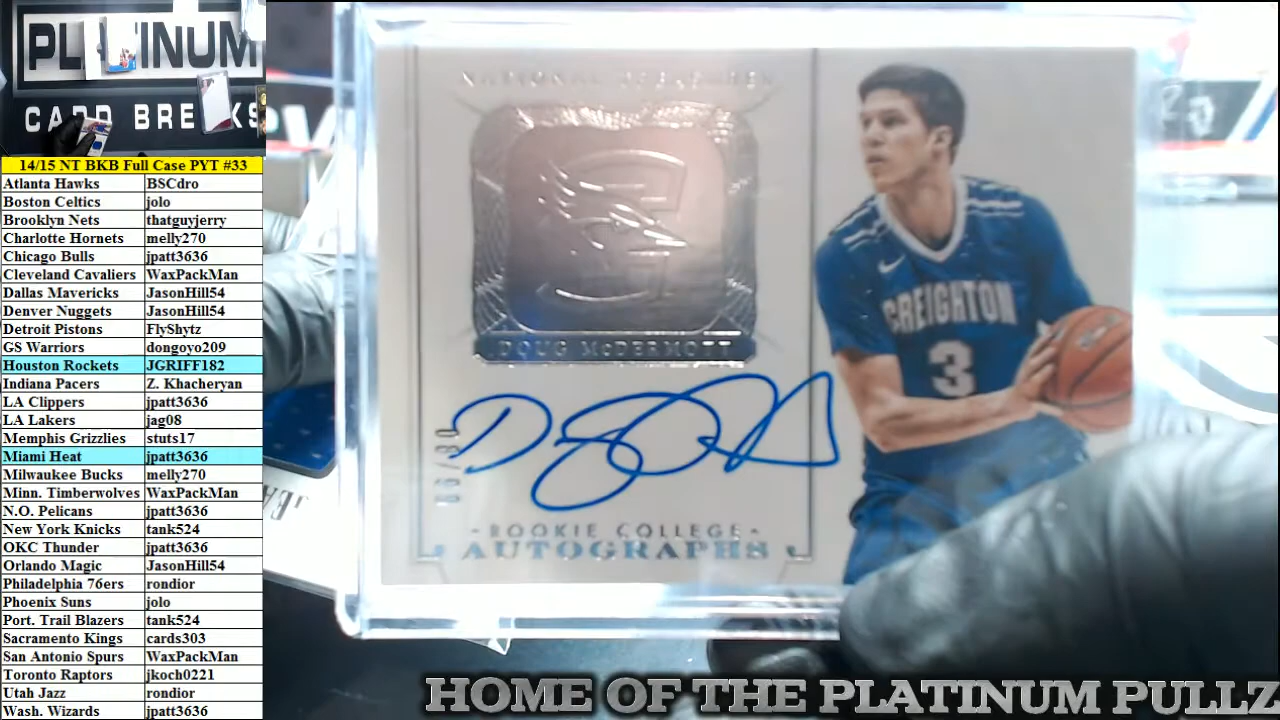 PLATINUM
CARD BREAKS
14/15 NT BKB Full Case PYT #33
Atlanta Hawks BSCdro
Boston Celtics jolo
Brooklyn Nets thatguyjerry
Charlotte Hornets melly270
Chicago Bulls jpatt3636
Cleveland Cavaliers WaxPackMan
Dallas Mavericks JasonHill54
Denver Nuggets JasonHill54
Detroit Pistons FlyShytz
GS Warriors dongoyo209
Houston Rockets JGRIFF182
Indiana Pacers Z. Khacheryan
LA Clippers jpatt3636
LA Lakers jag08
Memphis Grizzlies stuts17
Miami Heat jpatt3636
Milwaukee Bucks melly270
Minn. Timberwolves WaxPackMan
N.O. Pelicans jpatt3636
New York Knicks tank524
OKC Thunder jpatt3636
Orlando Magic JasonHill54
Philadelphia 76ers rondior
Phoenix Suns jolo
Port. Trail Blazers tank524
Sacramento Kings cards303
San Antonio Spurs WaxPackMan
Toronto Raptors jkoch0221
Utah Jazz rondior
Wash. Wizards jpatt3636
NATIONAL TREASURES
DOUG McDERMOTT
CREIGHTON
3
- ROOKIE COLLEGE -
AUTOGRAPHS
HOME OF THE PLATINUM PULLZ